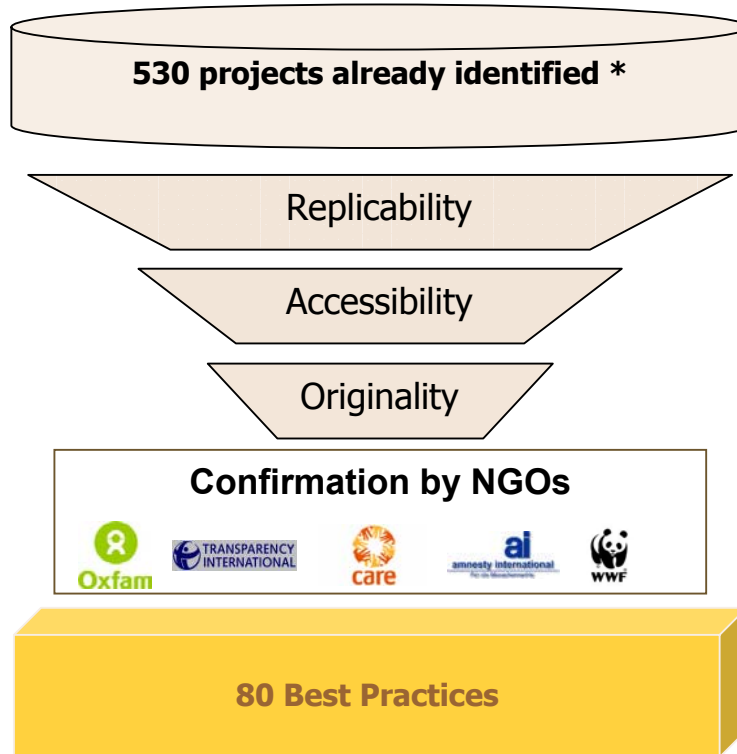 530 projects already identified *
Replicability
Accessibility
Originality
Confirmation by NGOs
Oxfam
TRANSPARENCY
INTERNATIONAL
care
ai
amnesty international
WWF
80 Best Practices